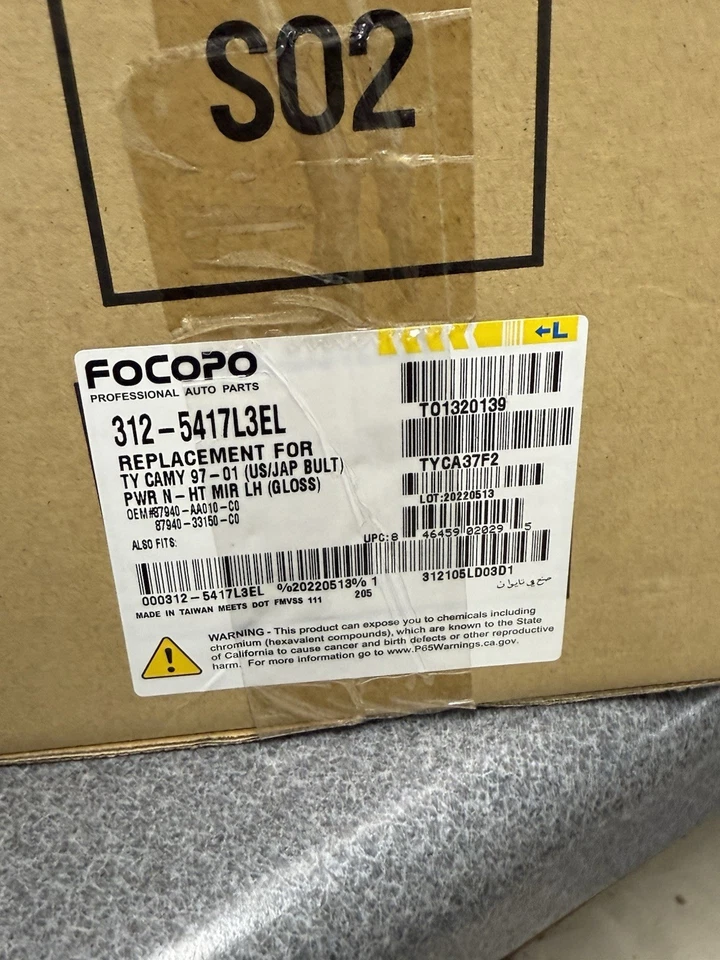 S02
←L
FOCOPO
PROFESSIONAL AUTO PARTS
312-5417L3EL
REPLACEMENT FOR
TY CAMY 97-01 (US/JAP BULT)
PWR N-HT MIR LH (GLOSS)
OEM#87940-AA010-C0
87940-33150-C0
ALSO FITS:
T01320139
TYCA37F2
LOT:20220513
UPC:8 46459 02029 5
312105LD03D1
000312-5417L3EL %20220513% 1
205
صنع في تايوان
MADE IN TAIWAN MEETS DOT FMVSS 111
WARNING - This product can expose you to chemicals including
chromium (hexavalent compounds), which are known to the State
of California to cause cancer and birth defects or other reproductive
harm. For more information go to www.P65Warnings.ca.gov.